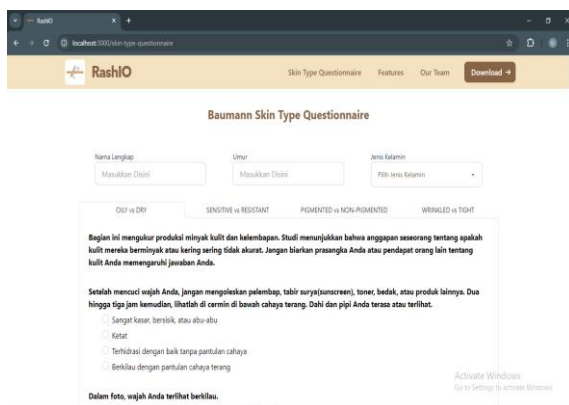 RashIO
localhost:3000/skin-type-questionnaire
RashIO
Skin Type Questionnaire Features Our Team Download →
Baumann Skin Type Questionnaire
Nama Lengkap Umur Jenis Kelamin
Masukkan Disini Masukkan Disini Pilih Jenis Kelamin
OILY vs DRY SENSITIVE vs RESISTANT PIGMENTED vs NON-PIGMENTED WRINKLED vs TIGHT
Bagian ini mengukur produksi minyak kulit dan kelembapan. Studi menunjukkan bahwa anggapan seseorang tentang apakah
kulit mereka berminyak atau kering sering tidak akurat. Jangan biarkan prasangka Anda atau pendapat orang lain tentang
kulit Anda memengaruhi jawaban Anda.
Setelah mencuci wajah Anda, jangan mengoleskan pelembap, tabir surya(sunscreen), toner, bedak, atau produk lainnya. Dua
hingga tiga jam kemudian, lihatlah di cermin di bawah cahaya terang. Dahi dan pipi Anda terasa atau terlihat.
Sangat kasar, bersisik, atau abu-abu
Ketat
Terhidrasi dengan baik tanpa pantulan cahaya
Berkilau dengan pantulan cahaya terang
Activate Windows
Go to Settings to activate Windows.
Dalam foto, wajah Anda terlihat berkilau.